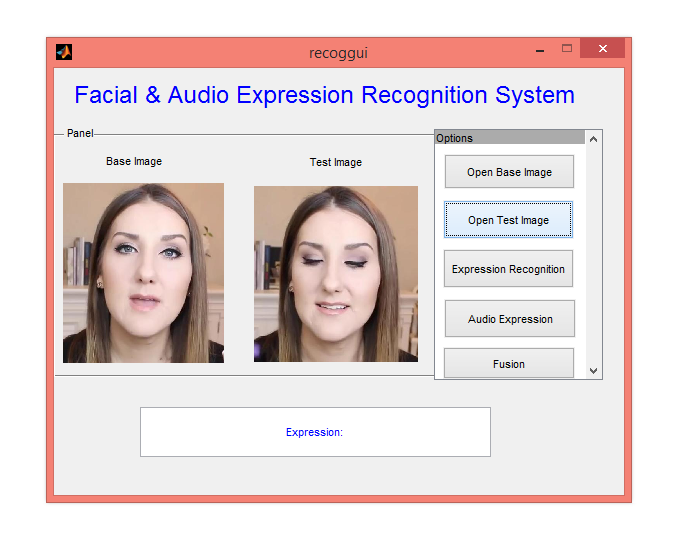 recoggui
Facial & Audio Expression Recognition System
Panel
Base Image
Test Image
Options
Open Base Image
Open Test Image
Expression Recognition
Audio Expression
Fusion
Expression: